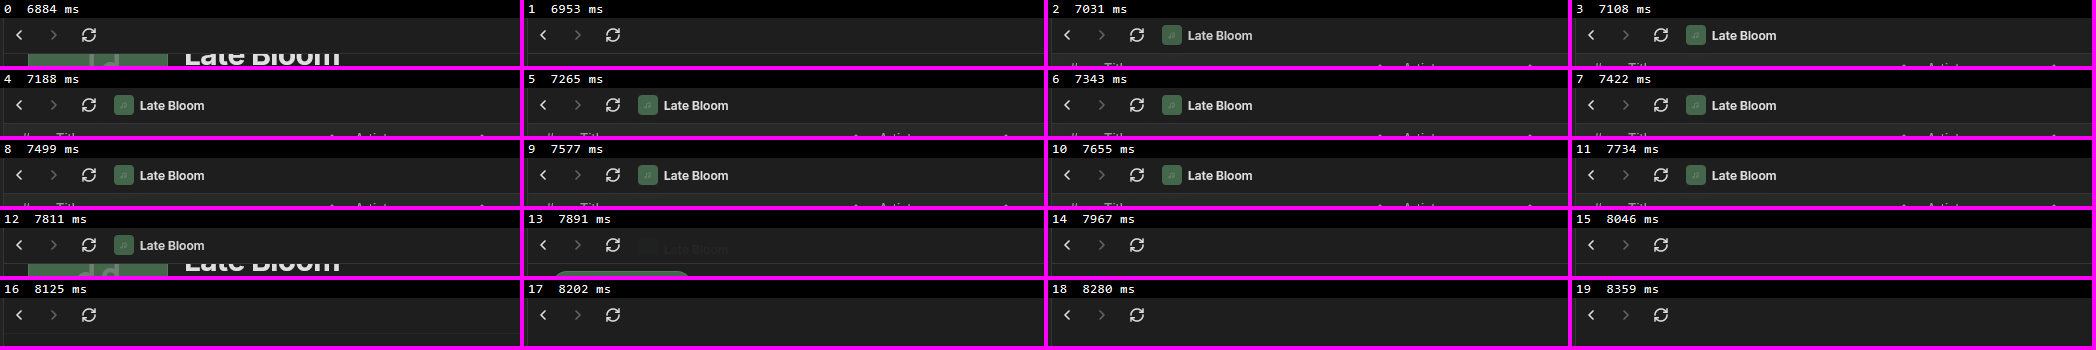 0 6884 ms
1 6953 ms
2 7031 ms
3 7108 ms
Late Bloom
Late Bloom
Late Bloom
4 7188 ms
5 7265 ms
6 7343 ms
7 7422 ms
Late Bloom
Late Bloom
Late Bloom
Late Bloom
8 7499 ms
9 7577 ms
10 7655 ms
11 7734 ms
Late Bloom
Late Bloom
Late Bloom
Late Bloom
12 7811 ms
13 7891 ms
14 7967 ms
15 8046 ms
Late Bloom
Late Bloom
Late Bloom
16 8125 ms
17 8202 ms
18 8280 ms
19 8359 ms